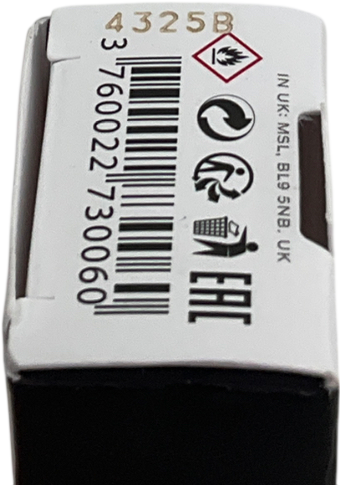 4325B
3 760022 730060
IN UK: MSL, BL9 5NB. UK
EAC